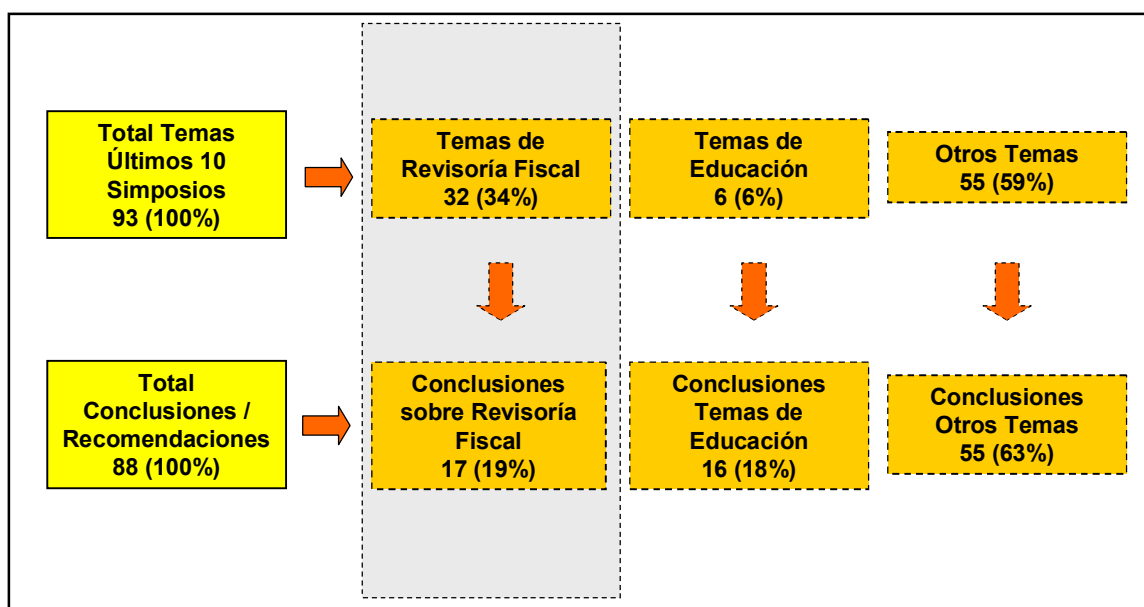 Total Temas
Últimos 10
Simposios
93 (100%)
Temas de
Revisoría Fiscal
32 (34%)
Temas de
Educación
6 (6%)
Otros Temas
55 (59%)
Total
Conclusiones /
Recomendaciones
88 (100%)
Conclusiones
sobre Revisoría
Fiscal
17 (19%)
Conclusiones
Temas de
Educación
16 (18%)
Conclusiones
Otros Temas
55 (63%)